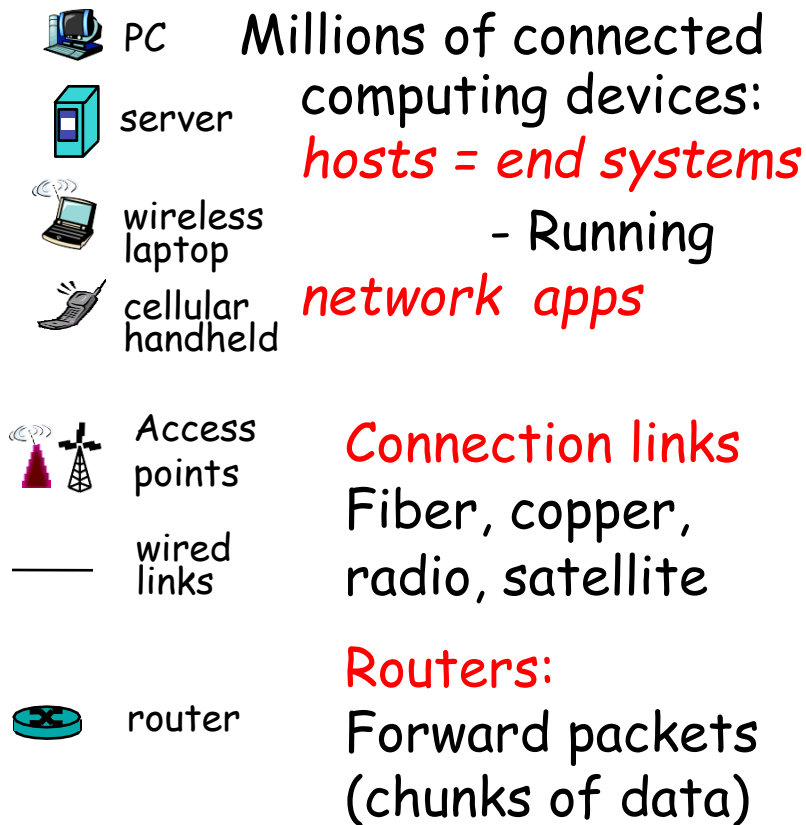 PC
server
wireless
laptop
cellular
handheld
Millions of connected
computing devices:
hosts = end systems
- Running
network apps
Access
points
wired
links
Connection links
Fiber, copper,
radio, satellite
router
Routers:
Forward packets
(chunks of data)